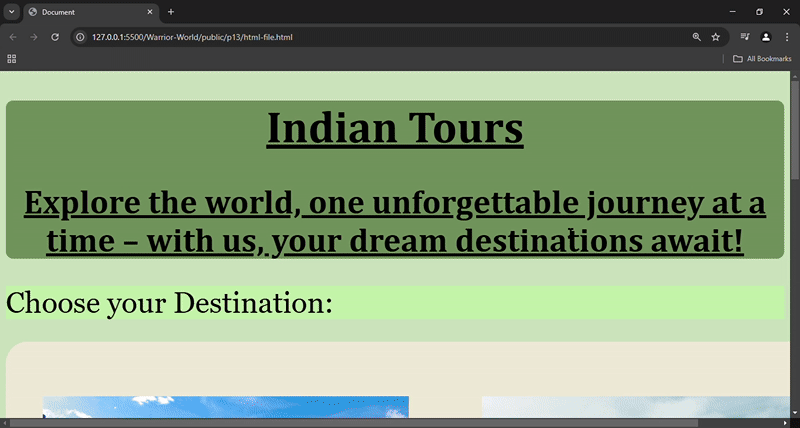 Document
127.0.0.1:5500/Warrior-World/public/p13/html-file.html
All Bookmarks
Indian Tours
Explore the world, one unforgettable journey at a
time – with us, your dream destinations await!
Choose your Destination: